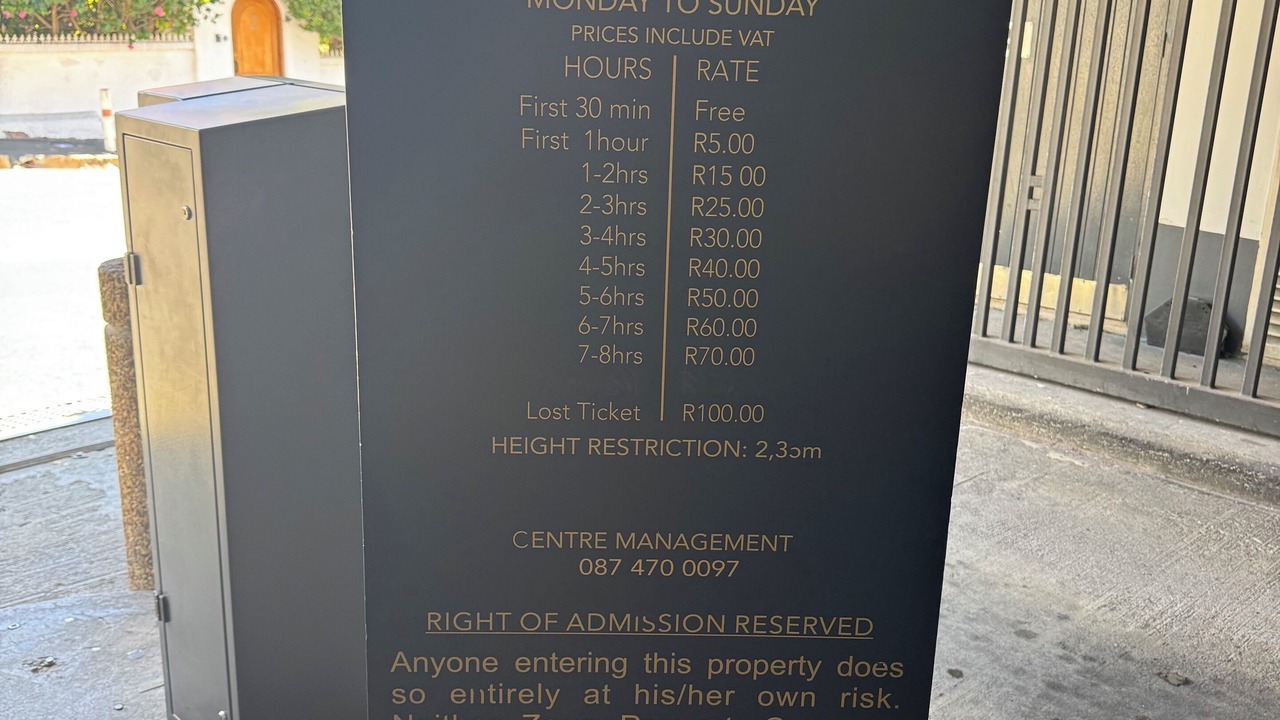 MONDAY TO SUNDAY
PRICES INCLUDE VAT
HOURS RATE
First 30 min Free
First 1hour R5.00
1-2hrs R15 00
2-3hrs R25.00
3-4hrs R30.00
4-5hrs R40.00
5-6hrs R50.00
6-7hrs R60.00
7-8hrs R70.00
Lost Ticket R100.00
HEIGHT RESTRICTION:
CENTRE MANAGEMENT
087 470 0097
RIGHT OF ADMISSION RESERVED
Anyone entering this property does
so entirely at his/her own risk.